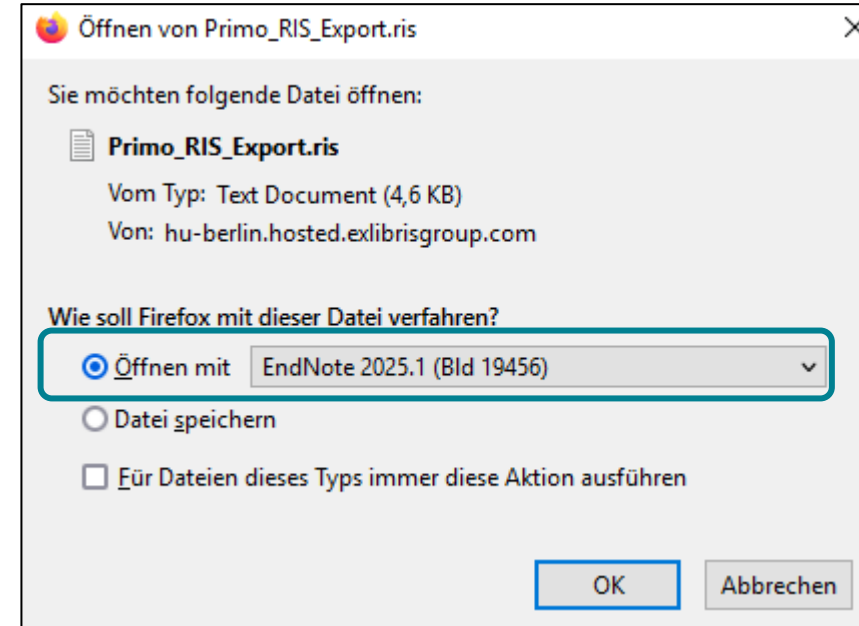 Öffnen von Primo_RIS_Export.ris
Sie möchten folgende Datei öffnen:
Primo_RIS_Export.ris
Vom Typ: Text Document (4,6 KB)
Von: hu-berlin.hosted.exlibrisgroup.com
Wie soll Firefox mit dieser Datei verfahren?
Öffnen mit EndNote 2025.1 (Bld 19456)
Datei speichern
Für Dateien dieses Typs immer diese Aktion ausführen
OK Abbrechen